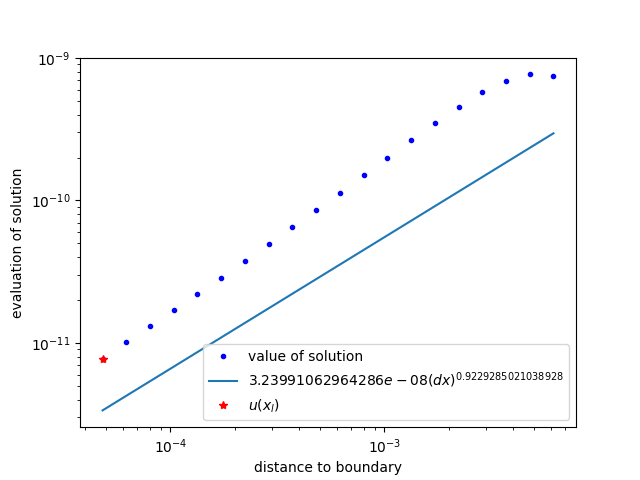 10⁻⁹
10⁻¹⁰
10⁻¹¹
evaluation of solution
value of solution
3.23991062964286e − 08(dx)^0.9229285021038928
u(x_l)
10⁻⁴
10⁻³
distance to boundary